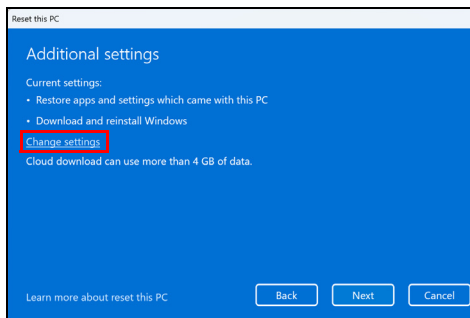 Reset this PC
Additional settings
Current settings:
• Restore apps and settings which came with this PC
• Download and reinstall Windows
Change settings
Cloud download can use more than 4 GB of data.
Learn more about reset this PC
Back
Next
Cancel